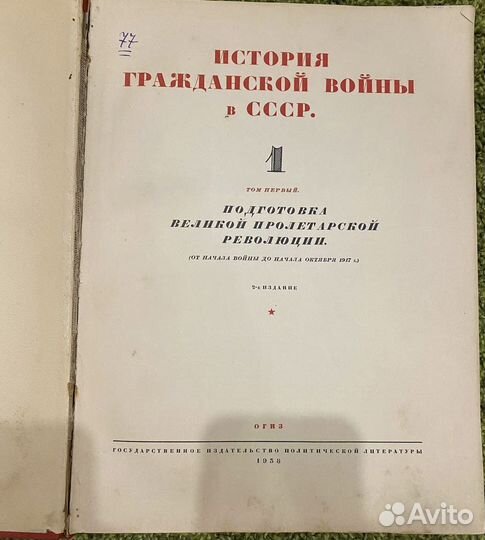 77
ИСТОРИЯ
ГРАЖДАНСКОЙ ВОЙНЫ
в СССР.
1
ТОМ ПЕРВЫЙ.
ПОДГОТОВКА
ВЕЛИКОЙ ПРОЛЕТАРСКОЙ
РЕВОЛЮЦИИ.
(ОТ НАЧАЛА ВОЙНЫ ДО НАЧАЛА ОКТЯБРЯ 1917 г.)
2-е ИЗДАНИЕ
ОГИЗ
ГОСУДАРСТВЕННОЕ ИЗДАТЕЛЬСТВО ПОЛИТИЧЕСКОЙ ЛИТЕРАТУРЫ
1938
Avito